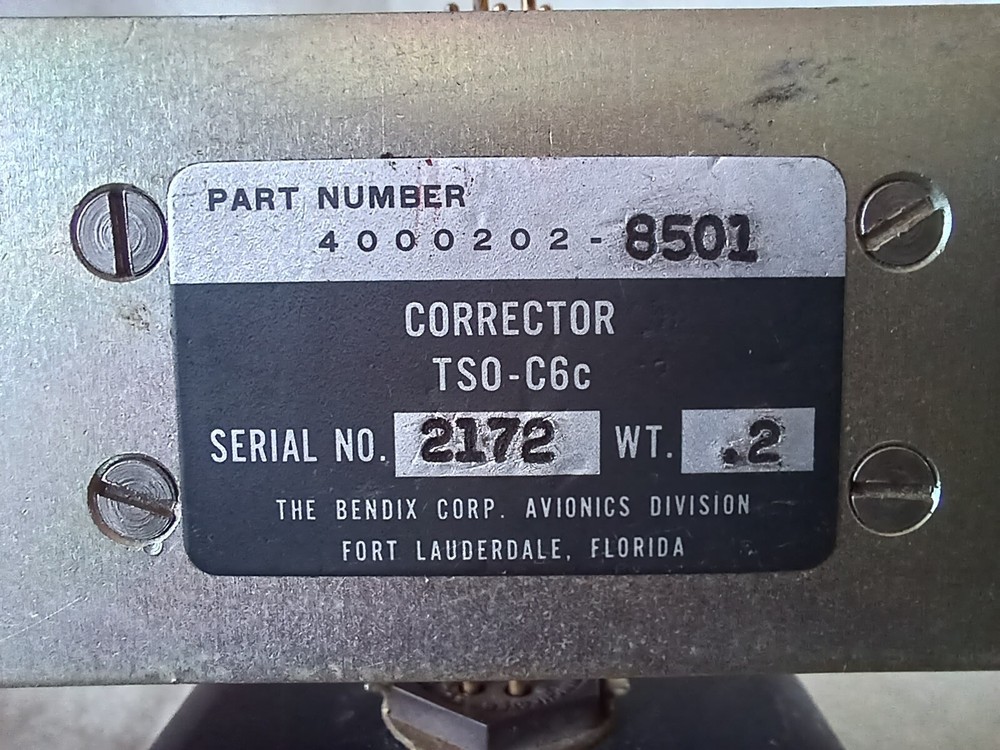 PART NUMBER
4000202-8501
CORRECTOR
TSO-C6c
SERIAL NO. 2172 WT. .2
THE BENDIX CORP. AVIONICS DIVISION
FORT LAUDERDALE, FLORIDA